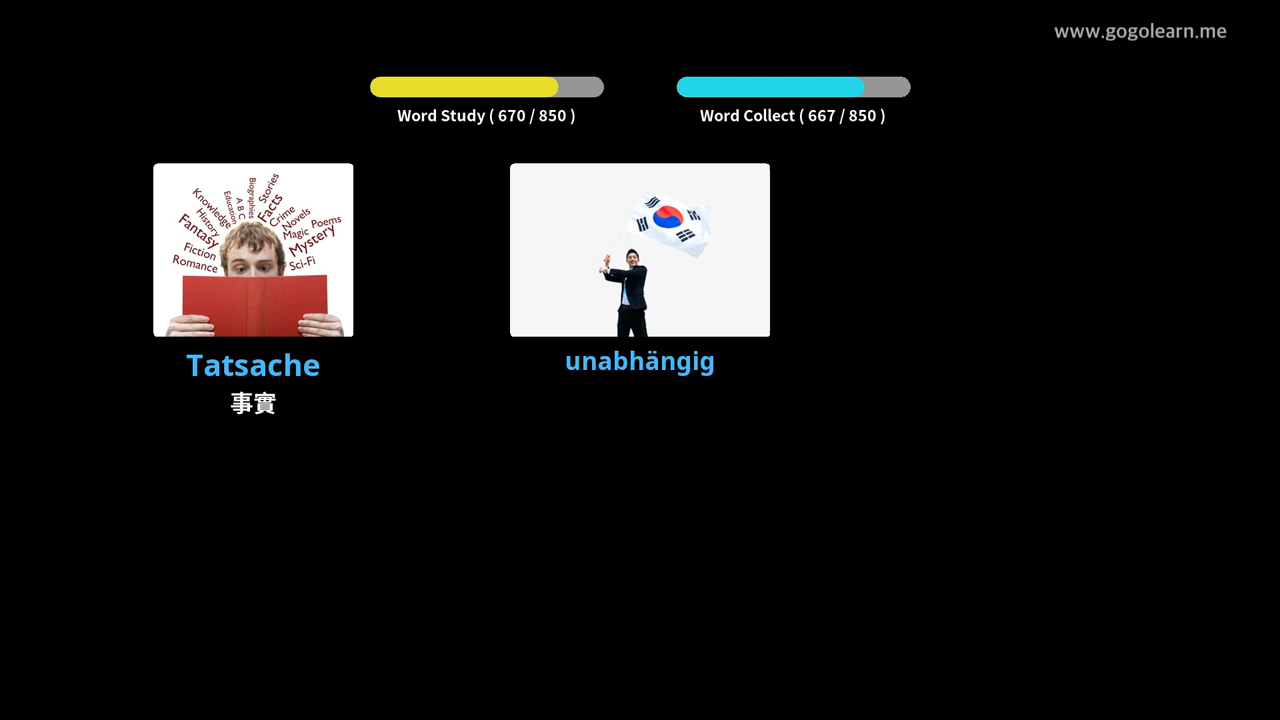 www.gogolearn.me
Word Study ( 670 / 850 )
Word Collect ( 667 / 850 )
Knowledge
History
Fantasy
Fiction
Romance
Education
A B C
Biographies
Stories
Facts
Crime
Novels
Magic
Poems
Mystery
Sci-Fi
Tatsache
事實
unabhängig